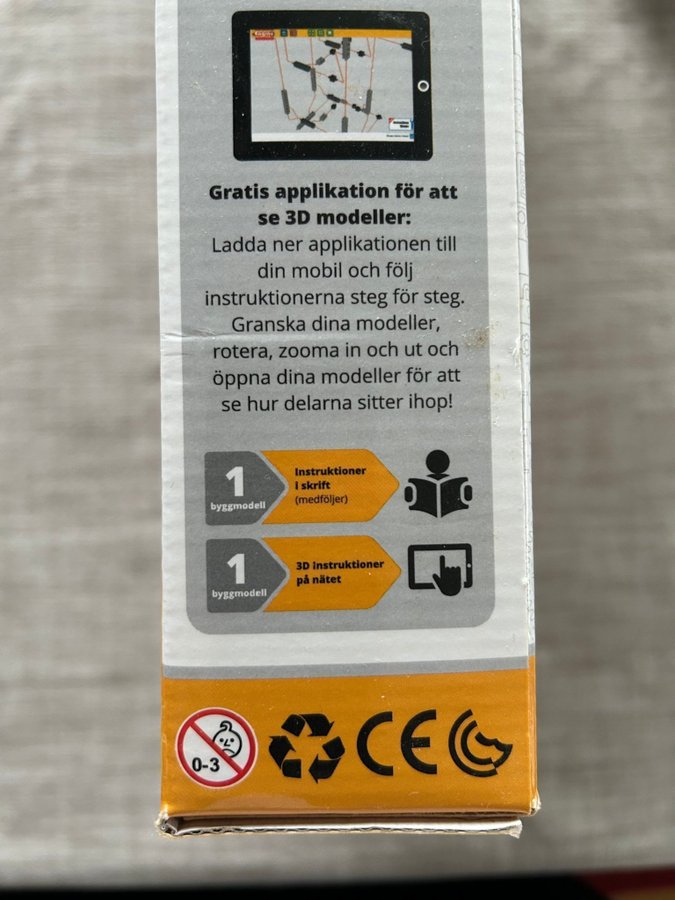 Gratis applikation för att
se 3D modeller:
Ladda ner applikationen till
din mobil och följ
instruktionerna steg för steg.
Granska dina modeller,
rotera, zooma in och ut och
öppna dina modeller för att
se hur delarna sitter ihop!
1
byggmodell
Instruktioner
i skrift
(medföljer)
1
byggmodell
3D Instruktioner
på nätet
0-3
CE